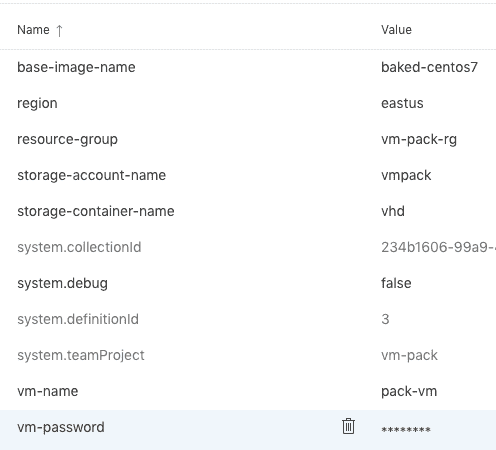 Name ↑ Value
base-image-name baked-centos7
region eastus
resource-group vm-pack-rg
storage-account-name vmpack
storage-container-name vhd
system.collectionId 234b1606-99a9-
system.debug false
system.definitionId 3
system.teamProject vm-pack
vm-name pack-vm
vm-password ********